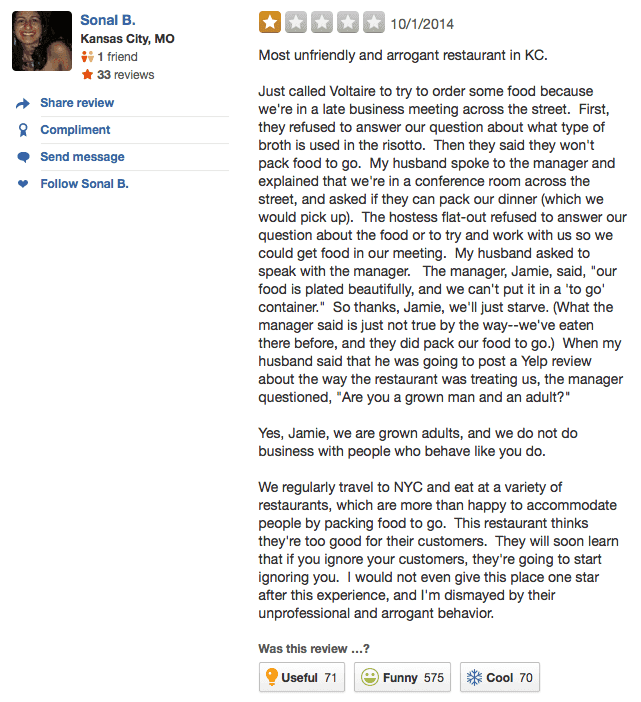 Sonal B.
Kansas City, MO
1 friend
33 reviews
Share review
Compliment
Send message
Follow Sonal B.
10/1/2014
Most unfriendly and arrogant restaurant in KC.
Just called Voltaire to try to order some food because
we're in a late business meeting across the street.  First,
they refused to answer our question about what type of
broth is used in the risotto.  Then they said they won't
pack food to go.  My husband spoke to the manager and
explained that we're in a conference room across the
street, and asked if they can pack our dinner (which we
would pick up).  The hostess flat-out refused to answer our
question about the food or to try and work with us so we
could get food in our meeting.  My husband asked to
speak with the manager.   The manager, Jamie, said, "our
food is plated beautifully, and we can't put it in a 'to go'
container."  So thanks, Jamie, we'll just starve. (What the
manager said is just not true by the way--we've eaten
there before, and they did pack our food to go.)  When my
husband said that he was going to post a Yelp review
about the way the restaurant was treating us, the manager
questioned, "Are you a grown man and an adult?"
Yes, Jamie, we are grown adults, and we do not do
business with people who behave like you do.
We regularly travel to NYC and eat at a variety of
restaurants, which are more than happy to accommodate
people by packing food to go.  This restaurant thinks
they're too good for their customers.  They will soon learn
that if you ignore your customers, they're going to start
ignoring you.  I would not even give this place one star
after this experience, and I'm dismayed by their
unprofessional and arrogant behavior.
Was this review ...?
Useful 71 Funny 575 Cool 70